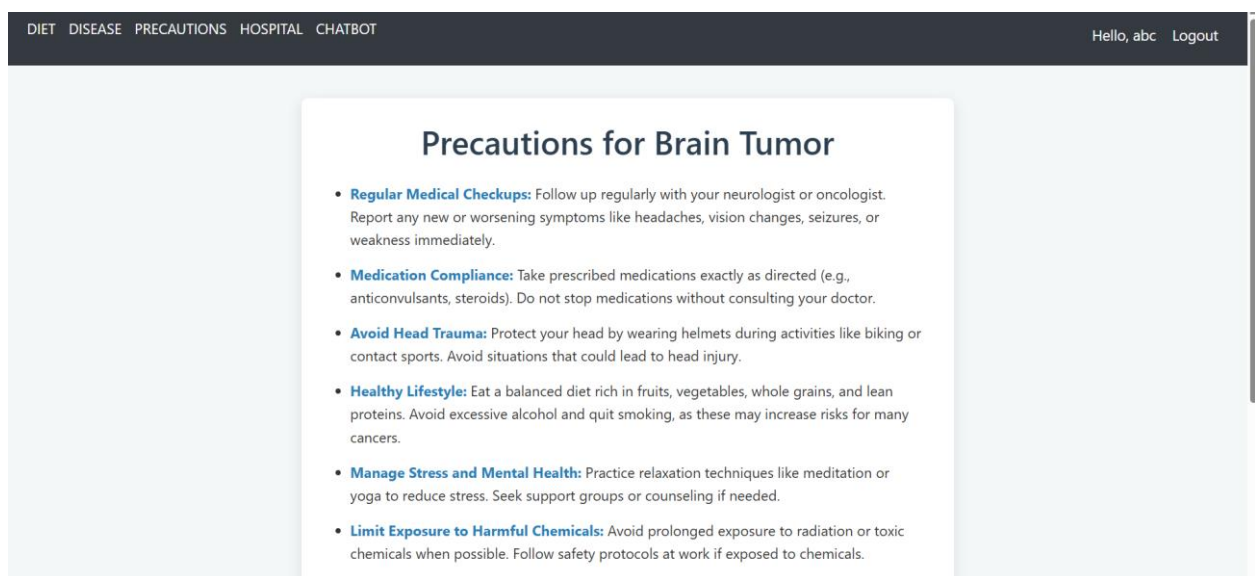 DIET DISEASE PRECAUTIONS HOSPITAL CHATBOT
Hello, abc Logout
Precautions for Brain Tumor
• Regular Medical Checkups: Follow up regularly with your neurologist or oncologist.
Report any new or worsening symptoms like headaches, vision changes, seizures, or
weakness immediately.
• Medication Compliance: Take prescribed medications exactly as directed (e.g.,
anticonvulsants, steroids). Do not stop medications without consulting your doctor.
• Avoid Head Trauma: Protect your head by wearing helmets during activities like biking or
contact sports. Avoid situations that could lead to head injury.
• Healthy Lifestyle: Eat a balanced diet rich in fruits, vegetables, whole grains, and lean
proteins. Avoid excessive alcohol and quit smoking, as these may increase risks for many
cancers.
• Manage Stress and Mental Health: Practice relaxation techniques like meditation or
yoga to reduce stress. Seek support groups or counseling if needed.
• Limit Exposure to Harmful Chemicals: Avoid prolonged exposure to radiation or toxic
chemicals when possible. Follow safety protocols at work if exposed to chemicals.